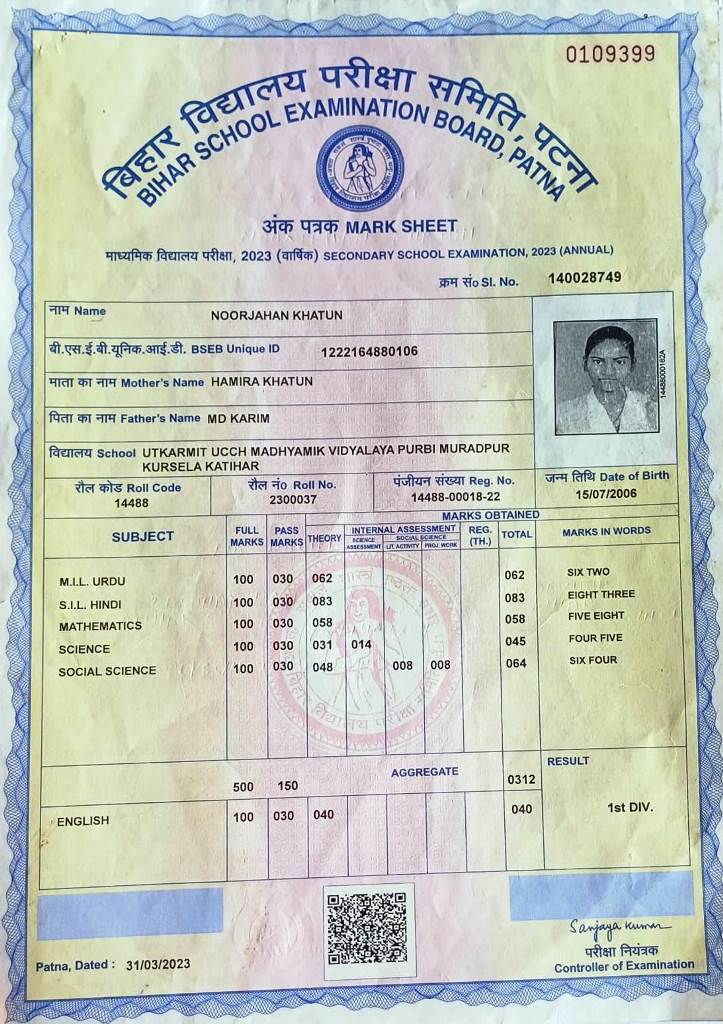 0109399
बिहार विद्यालय परीक्षा समिति, पटना
BIHAR SCHOOL EXAMINATION BOARD, PATNA
अंक पत्रक MARK SHEET
माध्यमिक विद्यालय परीक्षा, 2023 (वार्षिक) SECONDARY SCHOOL EXAMINATION, 2023 (ANNUAL)
क्रम सं० Sl. No. 140028749
नाम Name NOORJAHAN KHATUN
बी.एस.ई.बी.यूनिक.आई.डी. BSEB Unique ID 1222164880106
माता का नाम Mother's Name HAMIRA KHATUN
पिता का नाम Father's Name MD KARIM
विद्यालय School UTKARMIT UCCH MADHYAMIK VIDYALAYA PURBI MURADPUR
KURSELA KATIHAR
रौल कोड Roll Code रौल नं० Roll No. पंजीयन संख्या Reg. No. जन्म तिथि Date of Birth
14488 2300037 14488-00018-22 15/07/2006
SUBJECT FULL MARKS PASS MARKS MARKS OBTAINED MARKS IN WORDS
THEORY INTERNAL ASSESSMENT REG. (TH.) TOTAL
SCIENCE ASSESSMENT SOCIAL SCIENCE
LIT. ACTIVITY PROJ. WORK
M.I.L. URDU 100 030 062 062 SIX TWO
S.I.L. HINDI 100 030 083 083 EIGHT THREE
MATHEMATICS 100 030 058 058 FIVE EIGHT
SCIENCE 100 030 031 014 045 FOUR FIVE
SOCIAL SCIENCE 100 030 048 008 008 064 SIX FOUR
500 150 AGGREGATE 0312 RESULT
ENGLISH 100 030 040 040 1st DIV.
Sanjaya Kumar
परीक्षा नियंत्रक
Patna, Dated : 31/03/2023 Controller of Examination